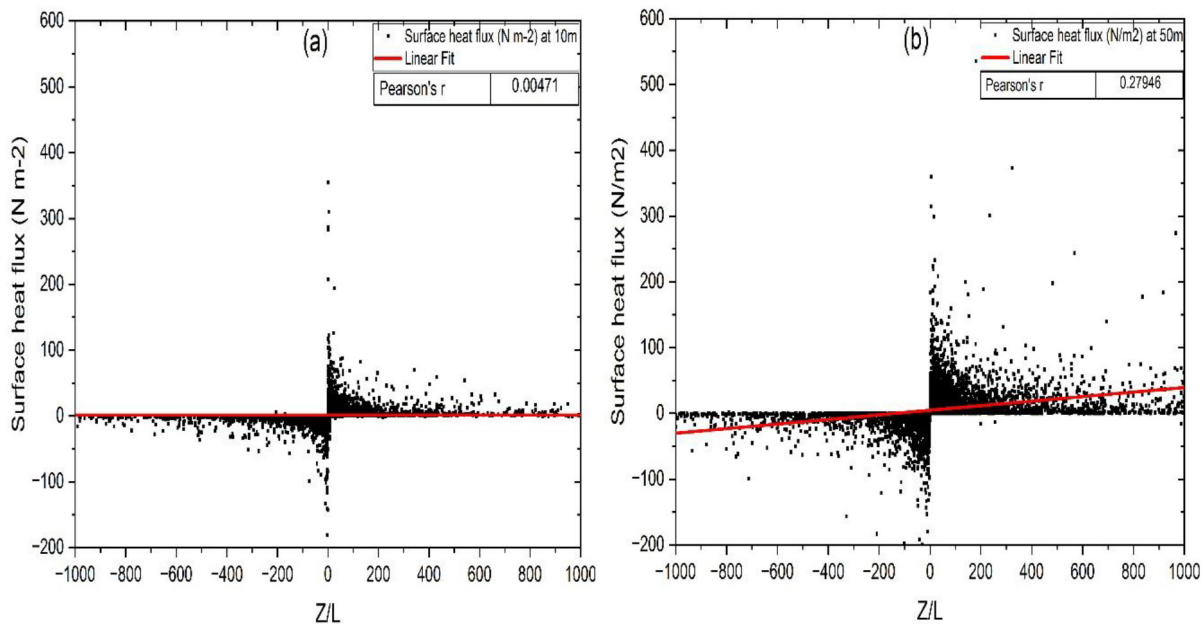 (a)
Surface heat flux (N m-2) at 10m
Linear Fit
Pearson's r 0.00471
Surface heat flux (N m-2)
600
500
400
300
200
100
0
−100
−200
−1000 −800 −600 −400 −200 0 200 400 600 800 1000
Z/L
(b)
Surface heat flux (N/m2) at 50m
Linear Fit
Pearson's r 0.27946
Surface heat flux (N/m2)
600
500
400
300
200
100
0
−100
−200
−1000 −800 −600 −400 −200 0 200 400 600 800 1000
Z/L